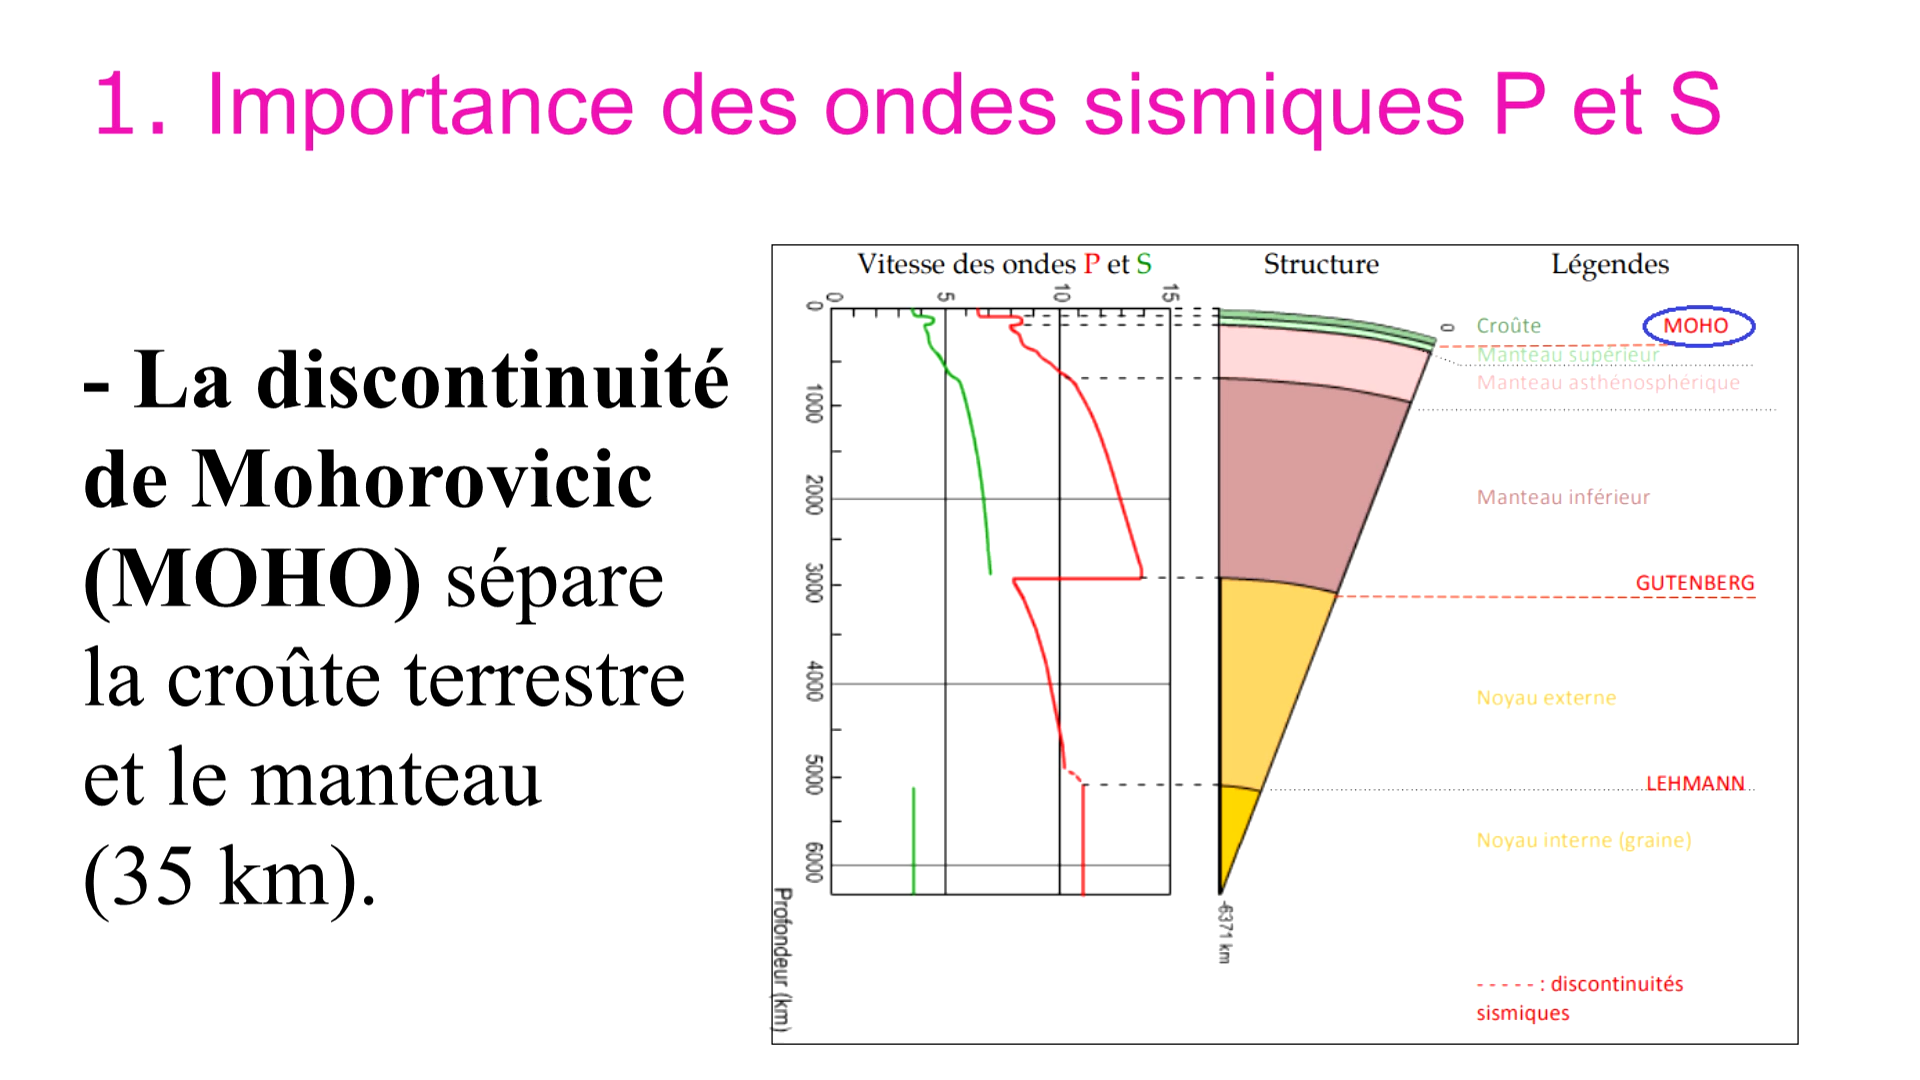 1. Importance des ondes sismiques P et S
- La discontinuité
de Mohorovicic
(MOHO) sépare
la croûte terrestre
et le manteau
(35 km).
Vitesse des ondes P et S
Structure
Légendes
0 5 10 15
0
1000
2000
3000
4000
5000
6000
Profondeur (km)
0
-6371 km
Croûte
MOHO
Manteau supérieur
Manteau asthénosphérique
Manteau inférieur
GUTENBERG
Noyau externe
LEHMANN
Noyau interne (graine)
- - - - - : discontinuités
sismiques